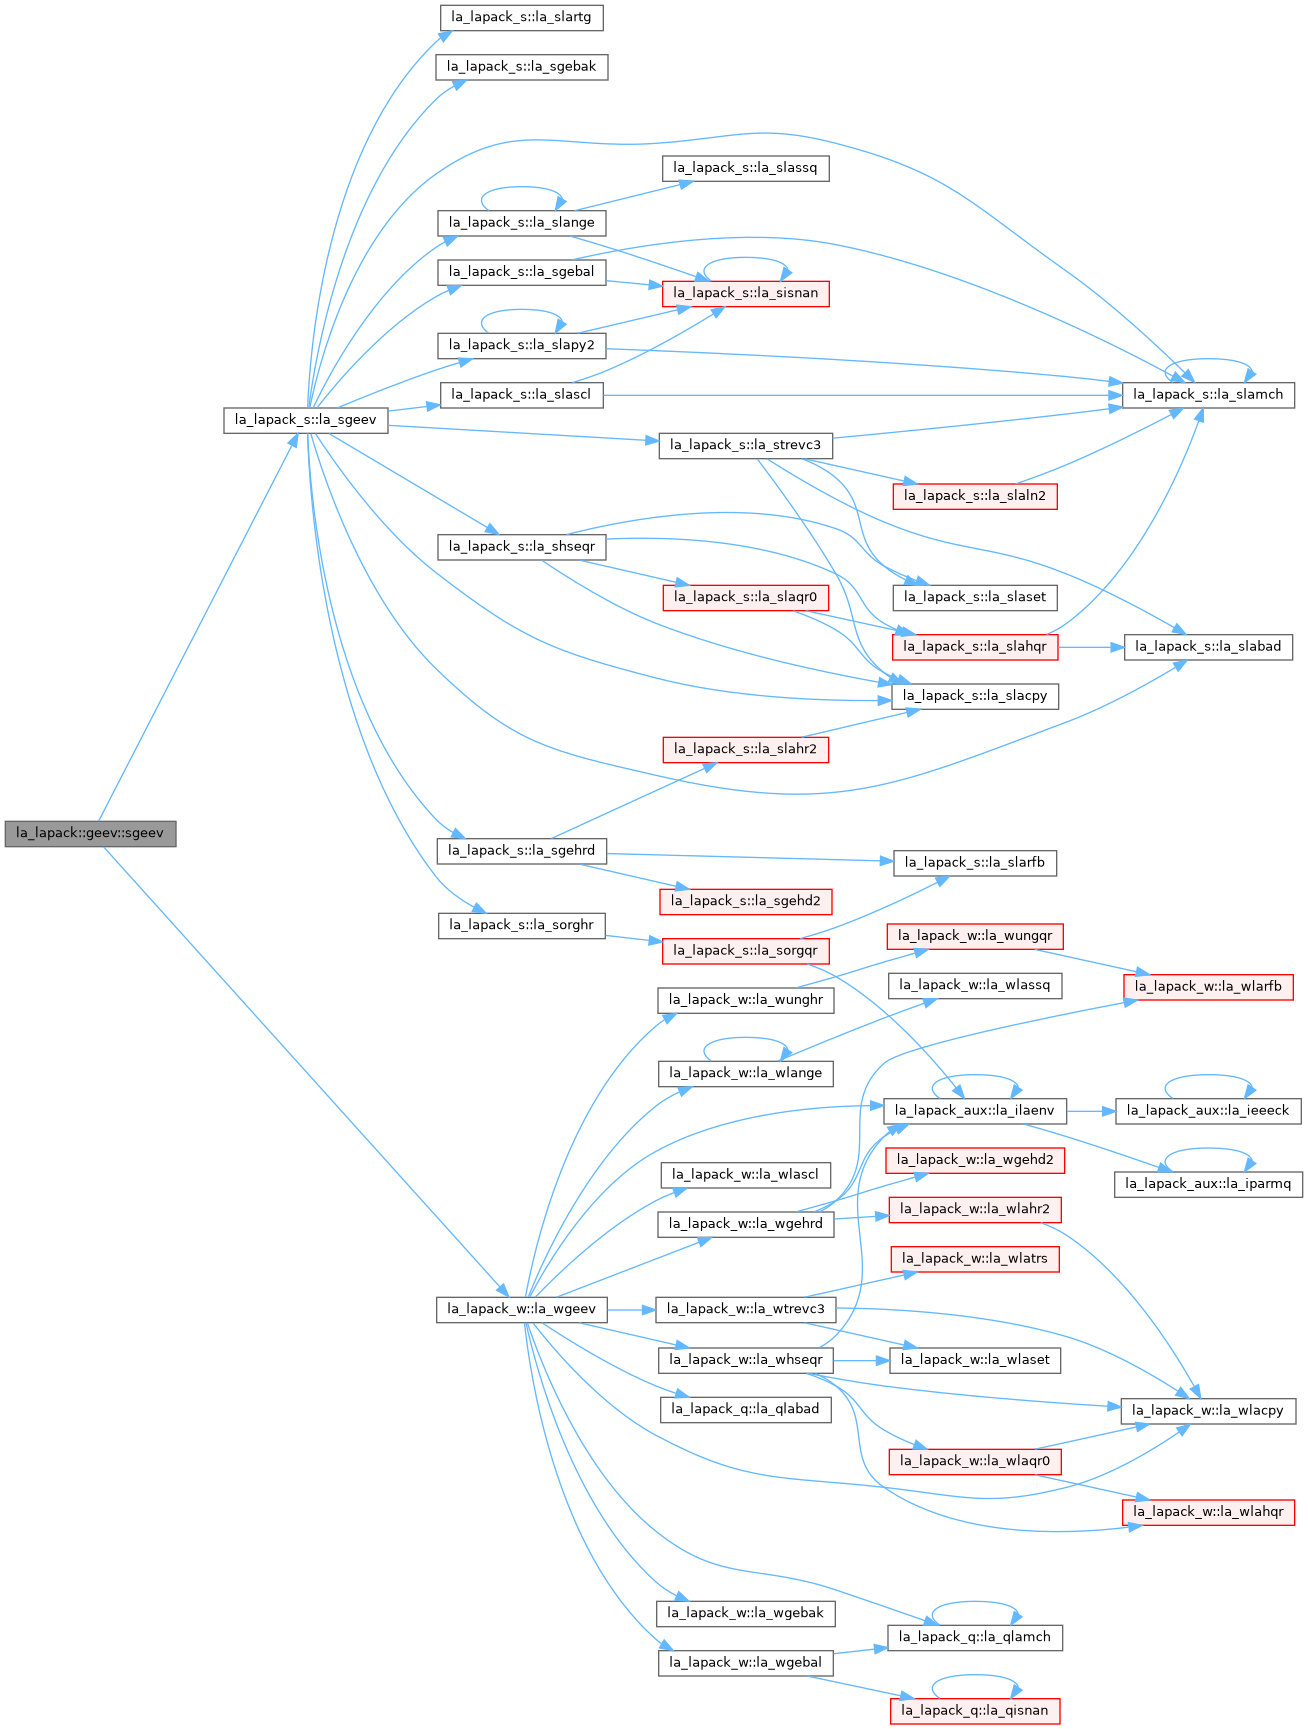 la_lapack_s::la_slartg
la_lapack_s::la_sgebak
la_lapack_s::la_slassq
la_lapack_s::la_slange
la_lapack_s::la_sgebal
la_lapack_s::la_sisnan
la_lapack_s::la_slapy2
la_lapack_s::la_slascl
la_lapack_s::la_slamch
la_lapack_s::la_sgeev
la_lapack_s::la_strevc3
la_lapack_s::la_slaln2
la_lapack_s::la_shseqr
la_lapack_s::la_slaqr0
la_lapack_s::la_slaset
la_lapack_s::la_slahqr
la_lapack_s::la_slabad
la_lapack_s::la_slacpy
la_lapack_s::la_slahr2
la_lapack::geev::sgeev
la_lapack_s::la_sgehrd
la_lapack_s::la_slarfb
la_lapack_s::la_sgehd2
la_lapack_s::la_sorghr
la_lapack_s::la_sorgqr
la_lapack_w::la_wungqr
la_lapack_w::la_wlassq
la_lapack_w::la_wlarfb
la_lapack_w::la_wunghr
la_lapack_w::la_wlange
la_lapack_aux::la_ilaenv
la_lapack_aux::la_ieeeck
la_lapack_w::la_wgehd2
la_lapack_w::la_wlascl
la_lapack_aux::la_iparmq
la_lapack_w::la_wlahr2
la_lapack_w::la_wgehrd
la_lapack_w::la_wlatrs
la_lapack_w::la_wgeev
la_lapack_w::la_wtrevc3
la_lapack_w::la_whseqr
la_lapack_w::la_wlaset
la_lapack_q::la_qlabad
la_lapack_w::la_wlacpy
la_lapack_w::la_wlaqr0
la_lapack_w::la_wlahqr
la_lapack_w::la_wgebak
la_lapack_q::la_qlamch
la_lapack_w::la_wgebal
la_lapack_q::la_qisnan